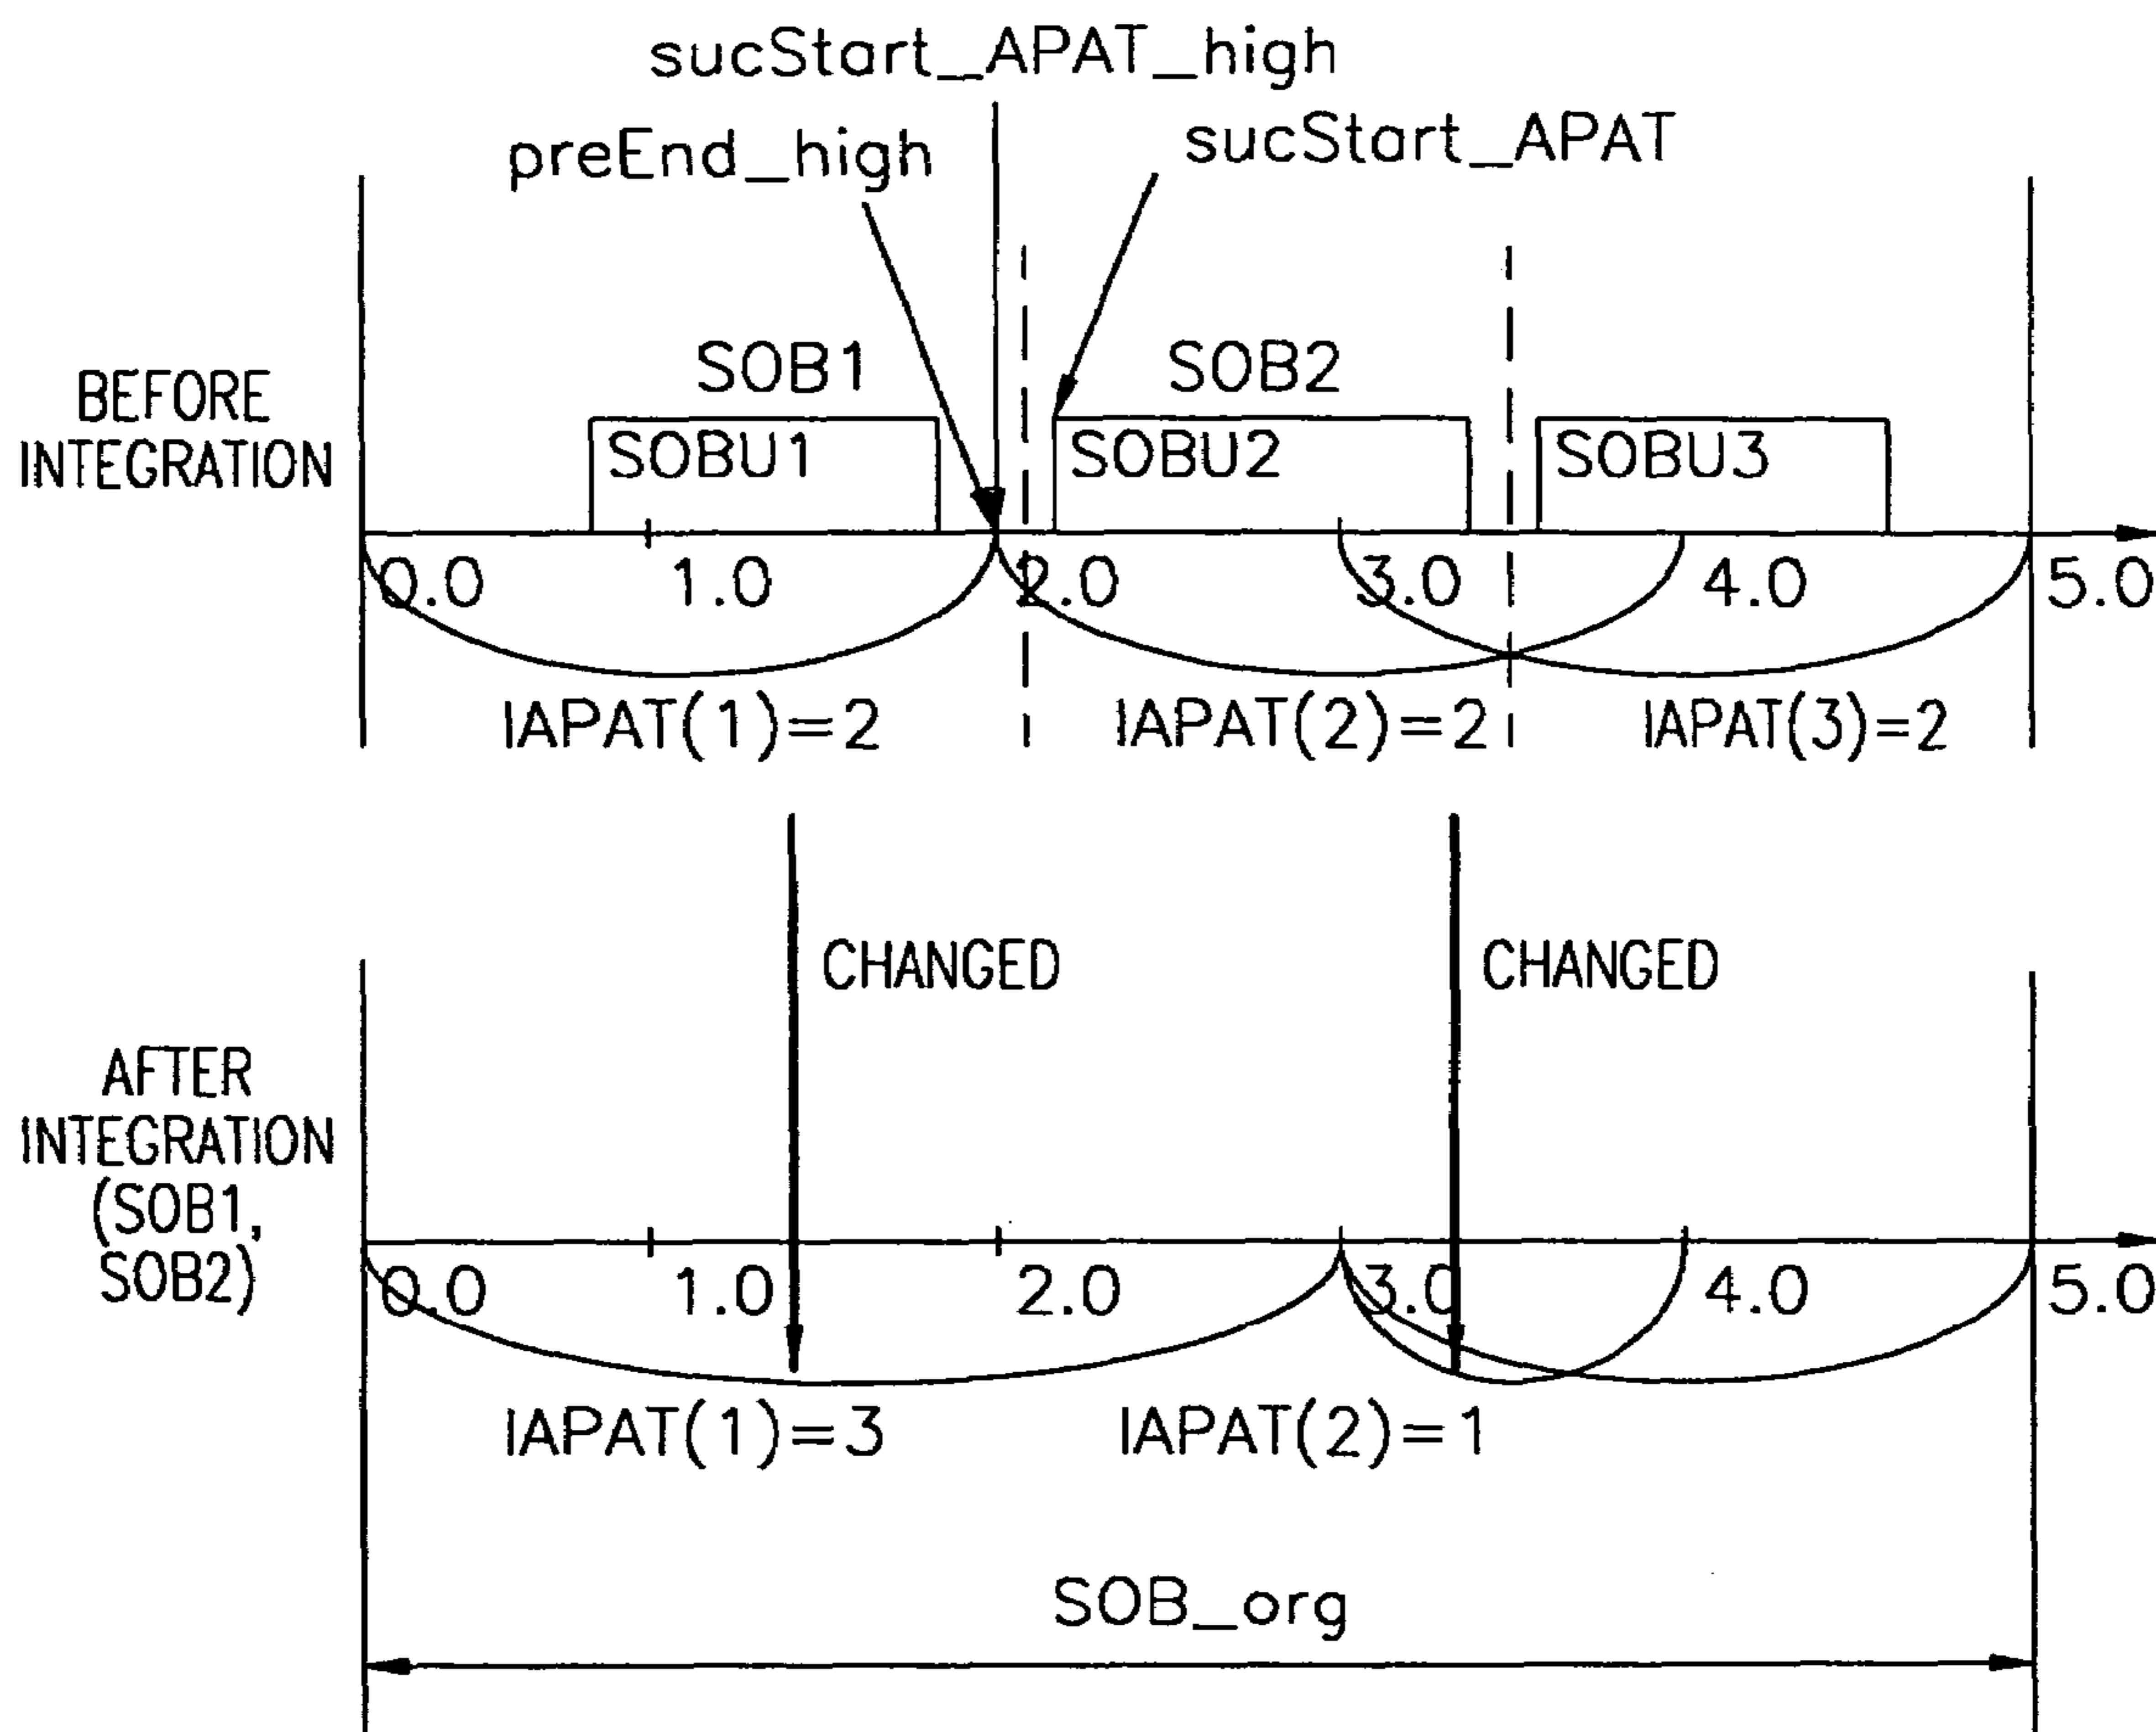 sucStart_APAT_high
preEnd_high
sucStart_APAT
BEFORE
INTEGRATION
SOB1
SOB2
SOBU1
SOBU2
SOBU3
0.0
1.0
2.0
3.0
4.0
5.0
IAPAT(1)=2
IAPAT(2)=2
IAPAT(3)=2
CHANGED
CHANGED
AFTER
INTEGRATION
(SOB1,
SOB2)
0.0
1.0
2.0
3.0
4.0
5.0
IAPAT(1)=3
IAPAT(2)=1
SOB_org